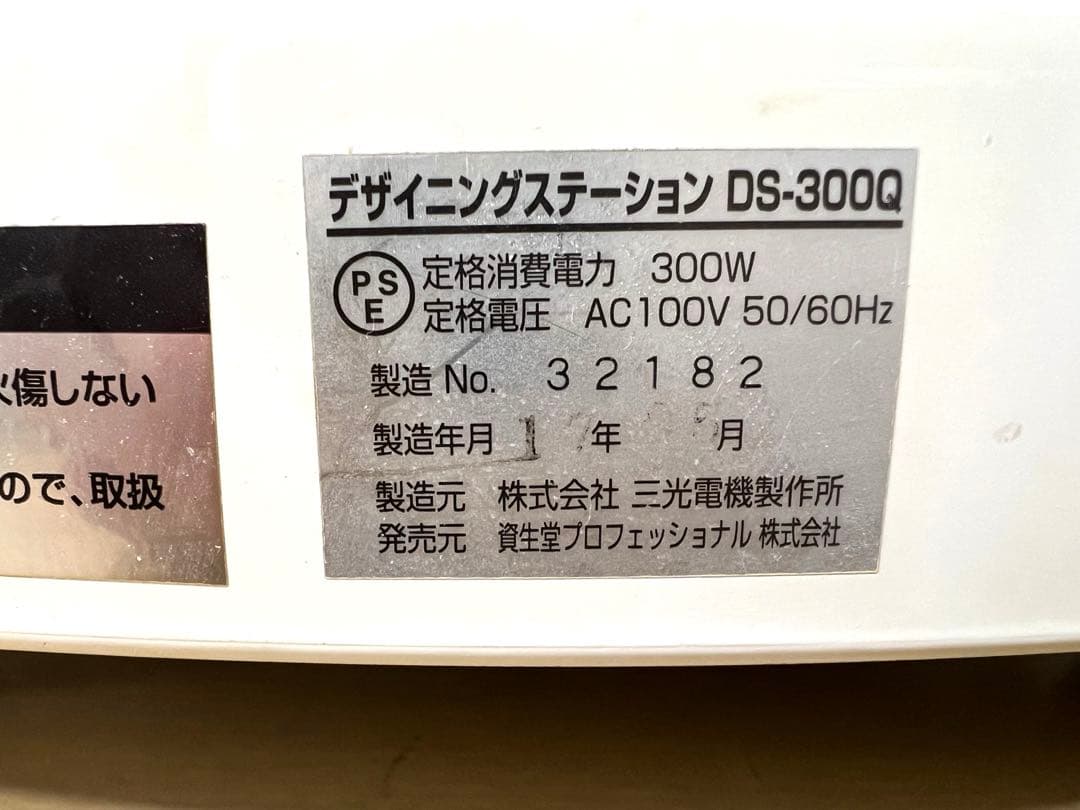 デザイニングステーション DS-300Q
PSE 定格消費電力 300W
定格電圧 AC100V 50/60Hz
製造 No. 32182
製造年月 1 年 月
製造元 株式会社 三光電機製作所
発売元 資生堂プロフェッショナル 株式会社
火傷しない
ので、取扱